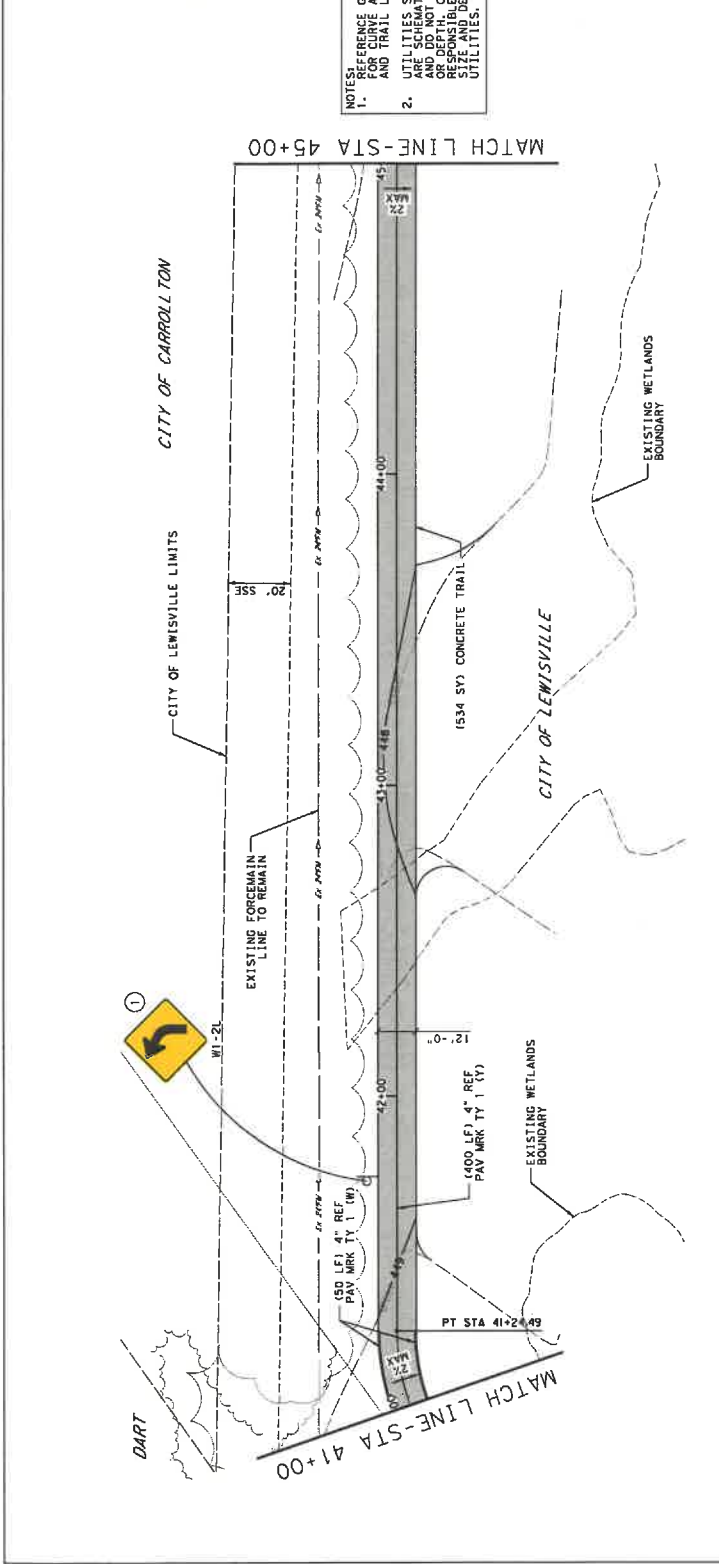 DART
CITY OF CARROLLTON
CITY OF LEWISVILLE LIMITS
1
W1-2L
20' SSE
EXISTING FORCEMAIN
LINE TO REMAIN
(50 LF) 4" REF
PAV MRK TY 1 (W)
42+00
43+00
44+00
45+
448
449
2%
MAX
2%
MAX
12'-0"
(400 LF) 4" REF
PAV MRK TY 1 (Y)
(534 SY) CONCRETE TRAIL
PT STA 41+24.49
EXISTING WETLANDS
BOUNDARY
CITY OF LEWISVILLE
EXISTING WETLANDS
BOUNDARY
MATCH LINE-STA 41+00
MATCH LINE-STA 45+00
NOTES:
1. REFERENCE G
FOR CURVE A
AND TRAIL L
2. UTILITIES S
ARE SCHEMAT
AND DO NOT
OR DEPTH. C
RESPONSIBLE
SIZE AND DE
UTILITIES.